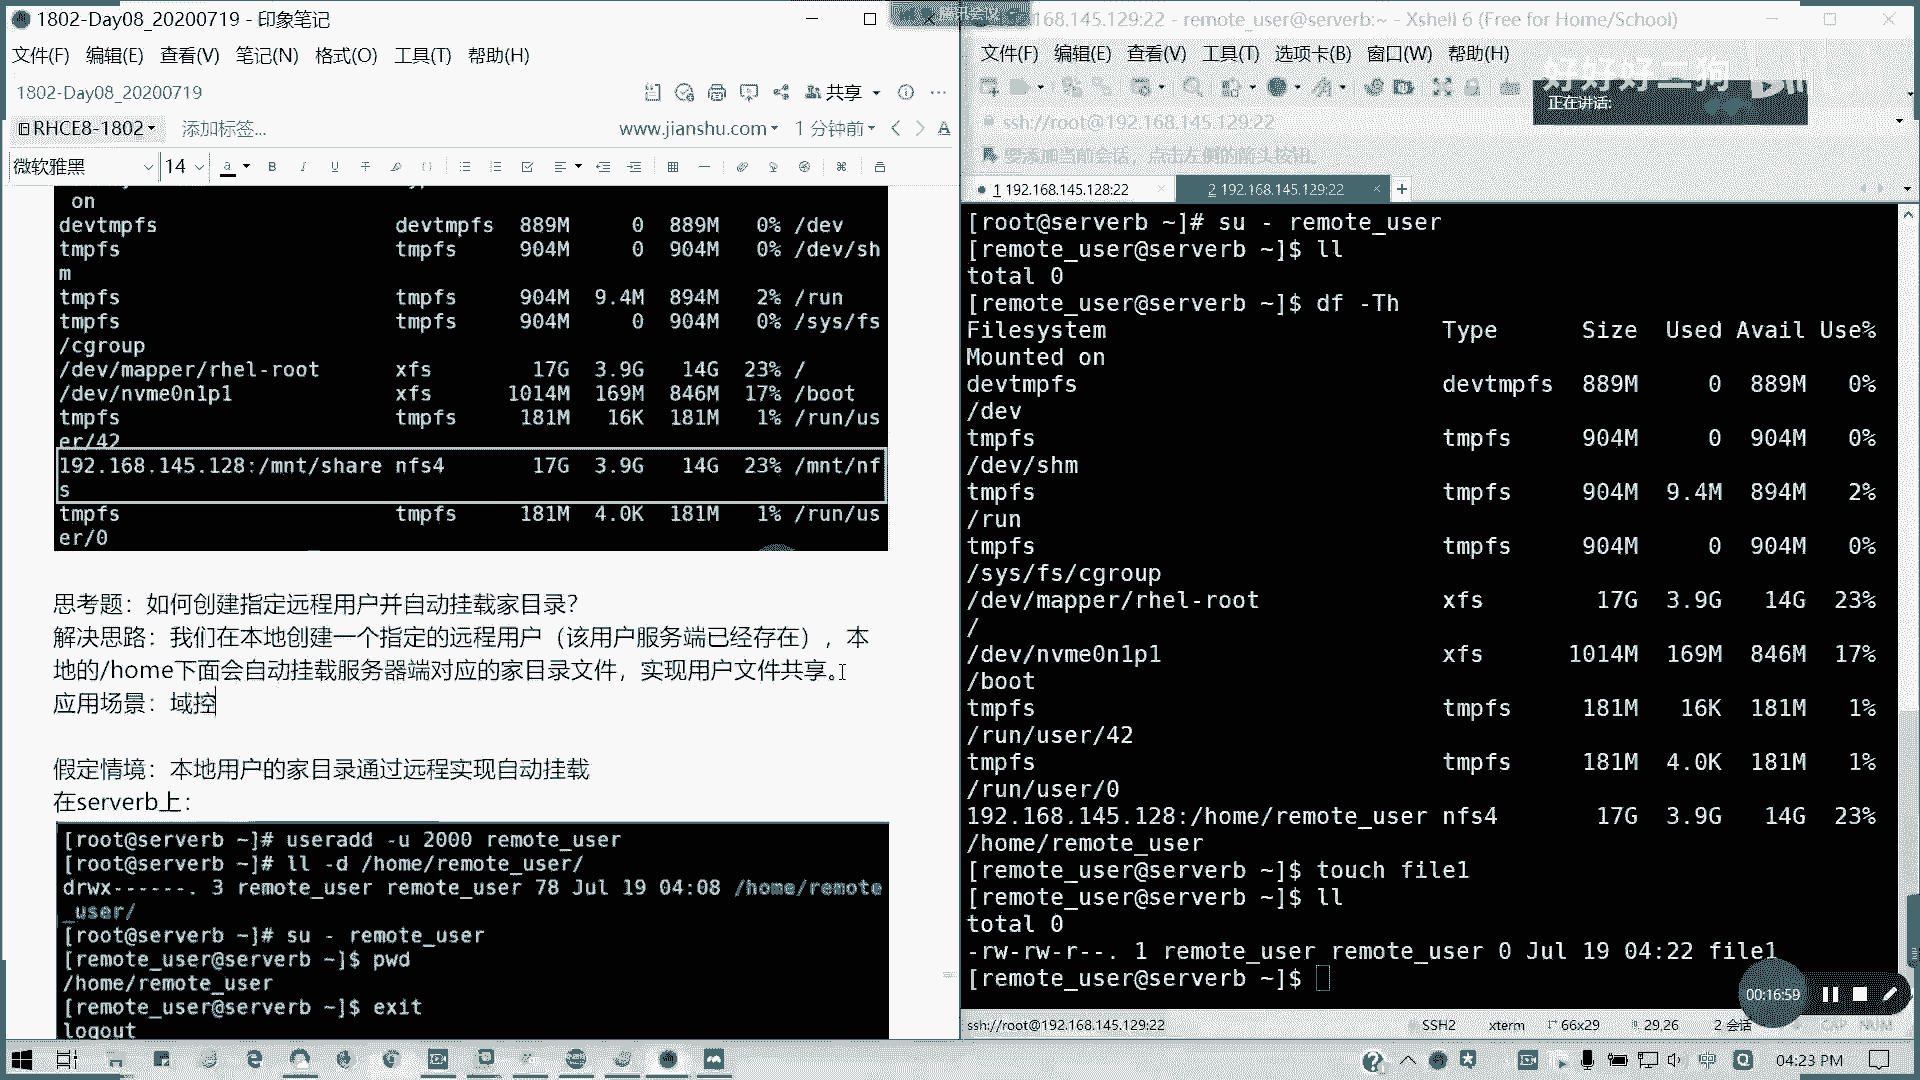 1802-Day08_20200719 - 印象笔记
文件(F) 编辑(E) 查看(V) 笔记(N) 格式(O) 工具(T) 帮助(H)
1802-Day08_20200719
共享
RHCE8-1802 添加标签...
www.jianshu.com 1 分钟前
微软雅黑 14
on
devtmpfs devtmpfs 889M 0 889M 0% /dev
tmpfs tmpfs 904M 0 904M 0% /dev/sh
m
tmpfs tmpfs 904M 9.4M 894M 2% /run
tmpfs tmpfs 904M 0 904M 0% /sys/fs
/cgroup
/dev/mapper/rhel-root xfs 17G 3.9G 14G 23% /
/dev/nvme0n1p1 xfs 1014M 169M 846M 17% /boot
tmpfs tmpfs 181M 16K 181M 1% /run/us
er/42
192.168.145.128:/mnt/share nfs4 17G 3.9G 14G 23% /mnt/nf
s
tmpfs tmpfs 181M 4.0K 181M 1% /run/us
er/0
思考题：如何创建指定远程用户并自动挂载家目录？
解决思路：我们在本地创建一个指定的远程用户（该用户服务端已经存在），本
地的/home下面会自动挂载服务器端对应的家目录文件，实现用户文件共享。
应用场景：域控
假定情境：本地用户的家目录通过远程实现自动挂载
在serverb上：
[root@serverb ~]# useradd -u 2000 remote_user
[root@serverb ~]# ll -d /home/remote_user/
drwx------. 3 remote_user remote_user 78 Jul 19 04:08 /home/remote
_user/
[root@serverb ~]# su - remote_user
[remote_user@serverb ~]$ pwd
/home/remote_user
[remote_user@serverb ~]$ exit
logout
腾讯会议
168.145.129:22 - remote_user@serverb:~ - Xshell 6 (Free for Home/School)
文件(F) 编辑(E) 查看(V) 工具(T) 选项卡(B) 窗口(W) 帮助(H)
好好好二狗
正在讲话:
ssh://root@192.168.145.129:22
要添加当前会话，点击左侧的箭头按钮。
1 192.168.145.128:22
2 192.168.145.129:22
[root@serverb ~]# su - remote_user
[remote_user@serverb ~]$ ll
total 0
[remote_user@serverb ~]$ df -Th
Filesystem Type Size Used Avail Use%
Mounted on
devtmpfs devtmpfs 889M 0 889M 0%
/dev
tmpfs tmpfs 904M 0 904M 0%
/dev/shm
tmpfs tmpfs 904M 9.4M 894M 2%
/run
tmpfs tmpfs 904M 0 904M 0%
/sys/fs/cgroup
/dev/mapper/rhel-root xfs 17G 3.9G 14G 23%
/
/dev/nvme0n1p1 xfs 1014M 169M 846M 17%
/boot
tmpfs tmpfs 181M 16K 181M 1%
/run/user/42
tmpfs tmpfs 181M 4.0K 181M 1%
/run/user/0
192.168.145.128:/home/remote_user nfs4 17G 3.9G 14G 23%
/home/remote_user
[remote_user@serverb ~]$ touch file1
[remote_user@serverb ~]$ ll
total 0
-rw-rw-r--. 1 remote_user remote_user 0 Jul 19 04:22 file1
[remote_user@serverb ~]$
00:16:59
ssh://root@192.168.145.129:22 SSH2 xterm 66x29 29,26 2 会话 CAP NUM
04:23 PM